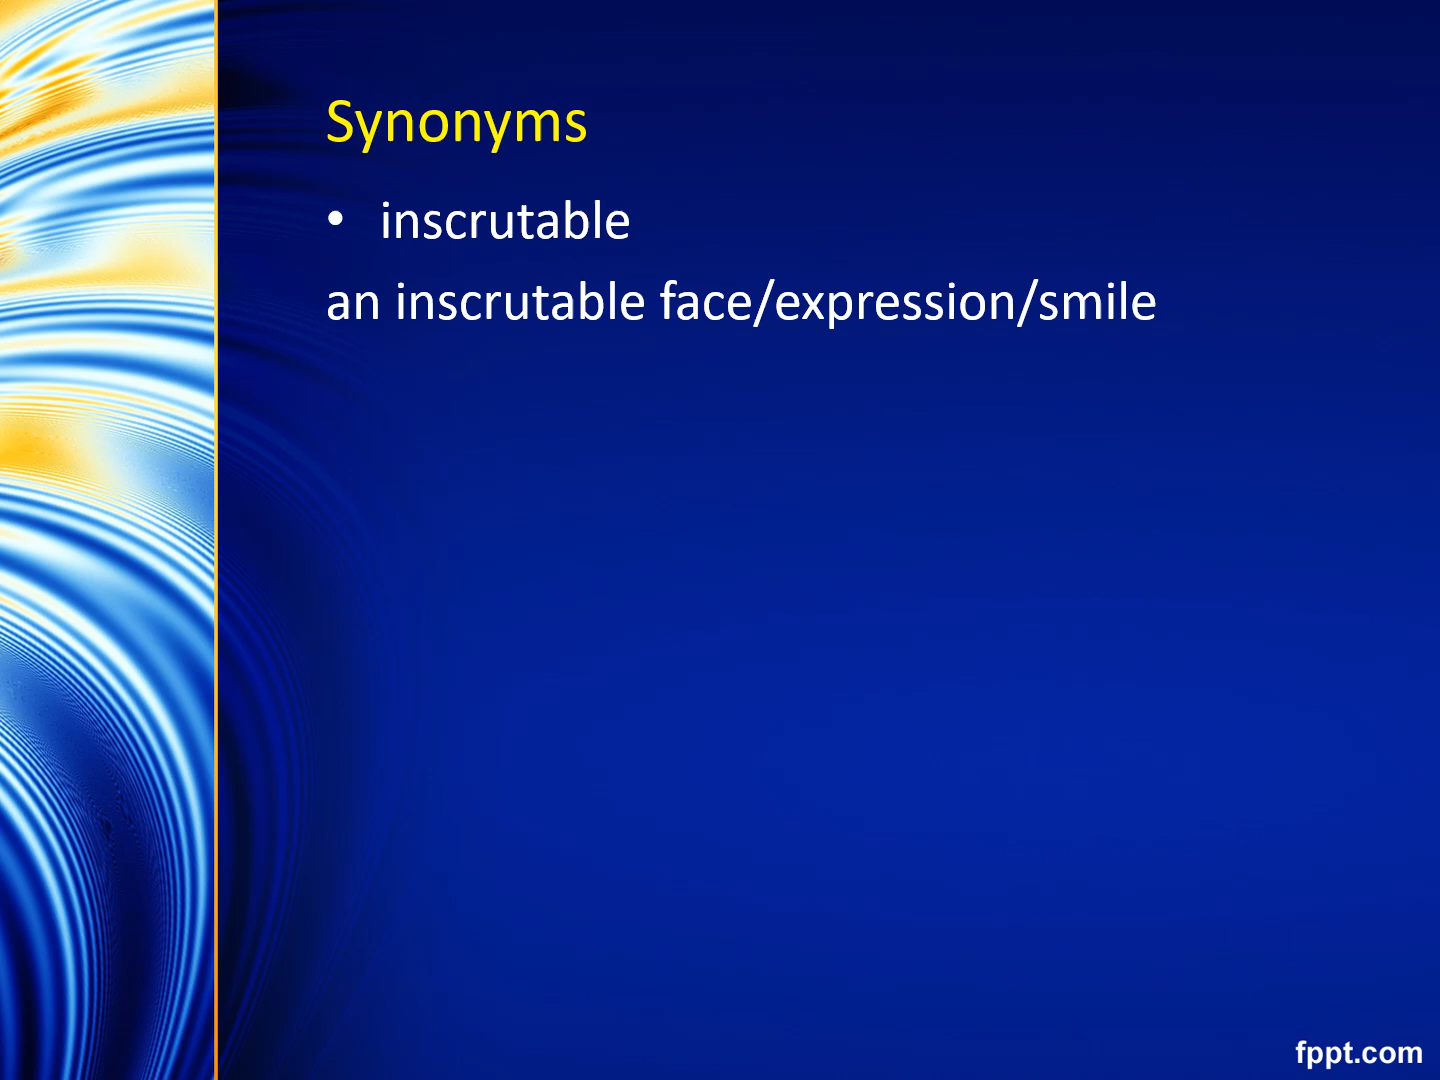 Synonyms
• inscrutable
an inscrutable face/expression/smile
fppt.com